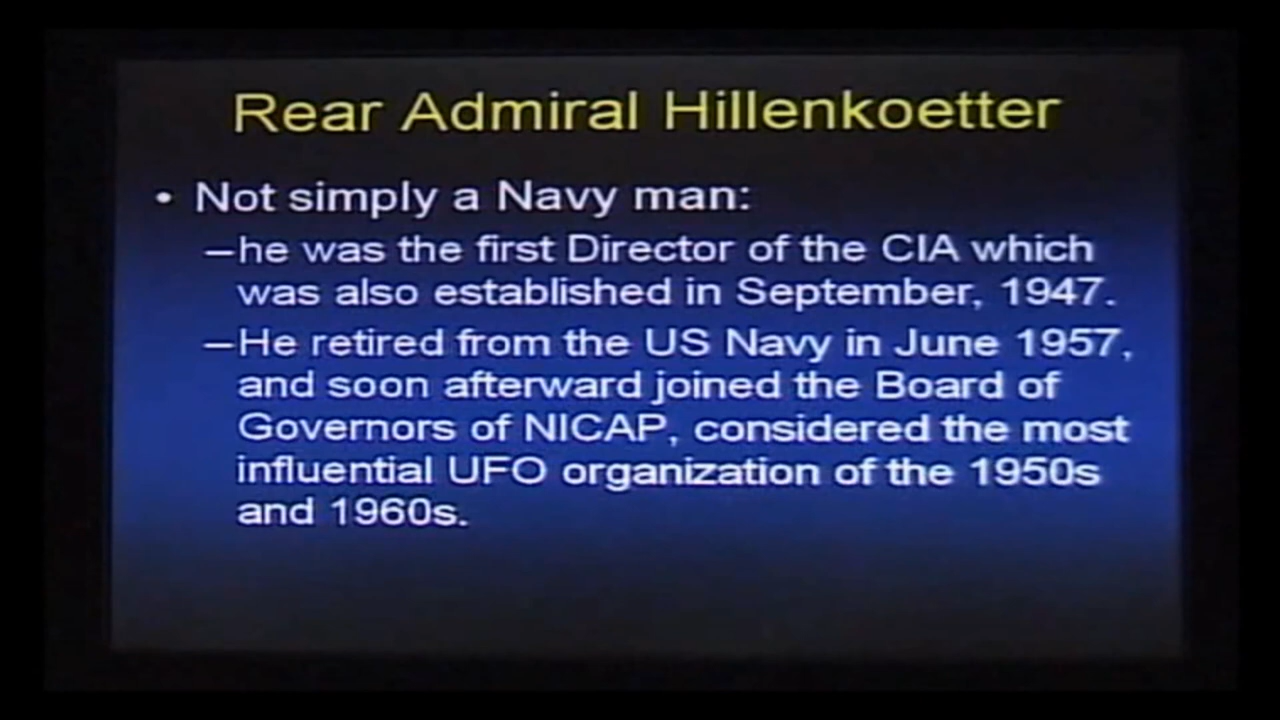 Rear Admiral Hillenkoetter
• Not simply a Navy man:
–he was the first Director of the CIA which
was also established in September, 1947.
–He retired from the US Navy in June 1957,
and soon afterward joined the Board of
Governors of NICAP, considered the most
influential UFO organization of the 1950s
and 1960s.